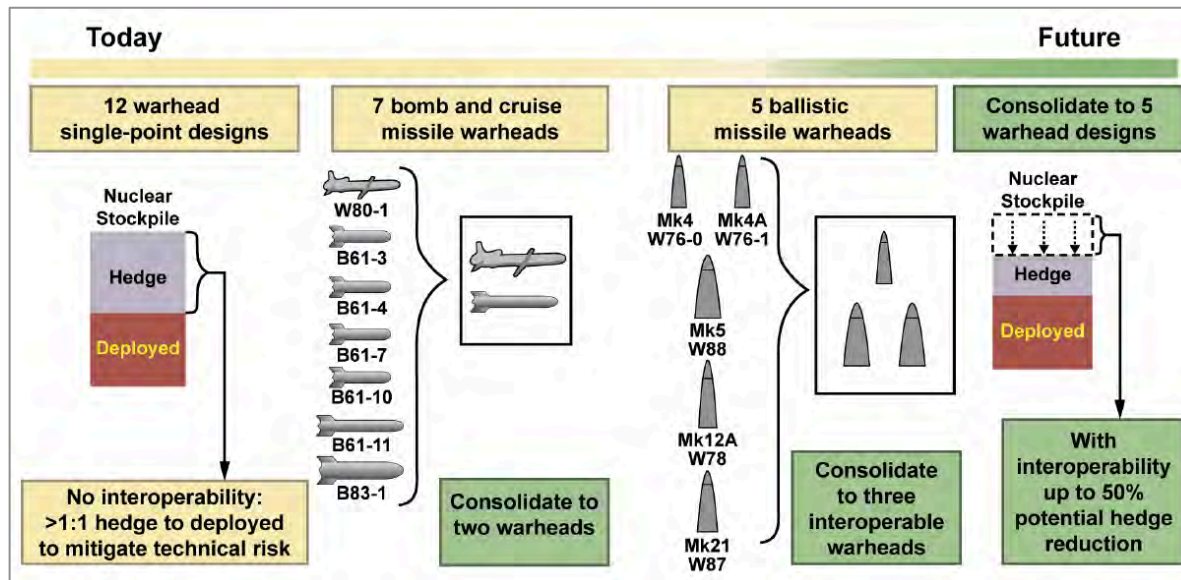 Today
Future
12 warhead
single-point designs
7 bomb and cruise
missile warheads
5 ballistic
missile warheads
Consolidate to 5
warhead designs
Nuclear
Stockpile
Hedge
Deployed
No interoperability:
>1:1 hedge to deployed
to mitigate technical risk
W80-1
B61-3
B61-4
B61-7
B61-10
B61-11
B83-1
Consolidate to
two warheads
Mk4
W76-0
Mk4A
W76-1
Mk5
W88
Mk12A
W78
Mk21
W87
Consolidate
to three
interoperable
warheads
Nuclear
Stockpile
Hedge
Deployed
With
interoperability
up to 50%
potential hedge
reduction